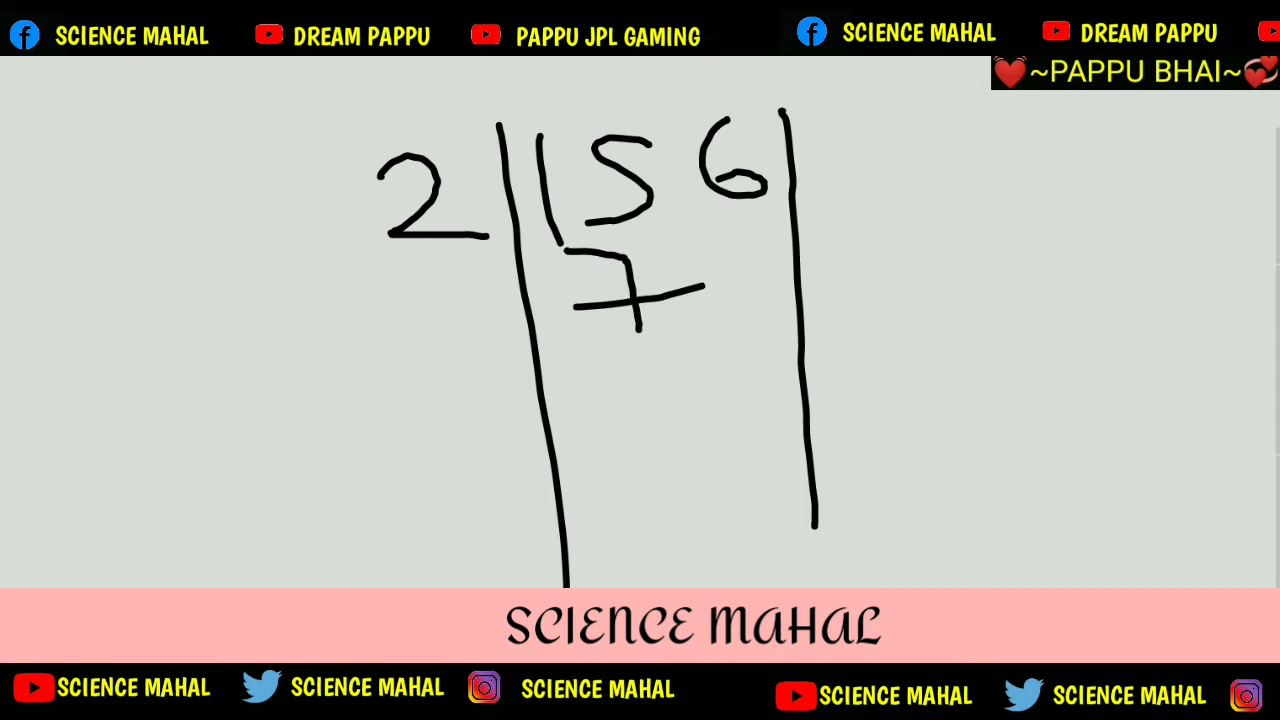 SCIENCE MAHAL DREAM PAPPU PAPPU JPL GAMING SCIENCE MAHAL DREAM PAPPU
~PAPPU BHAI~
2 156
7
SCIENCE MAHAL
SCIENCE MAHAL SCIENCE MAHAL SCIENCE MAHAL SCIENCE MAHAL SCIENCE MAHAL